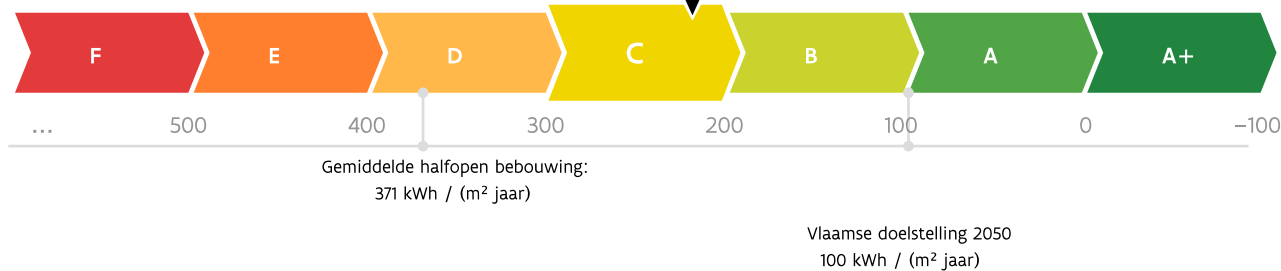 F E D C B A A+
... 500 400 300 200 100 0 –100
Gemiddelde halfopen bebouwing:
371 kWh / (m² jaar)
Vlaamse doelstelling 2050
100 kWh / (m² jaar)